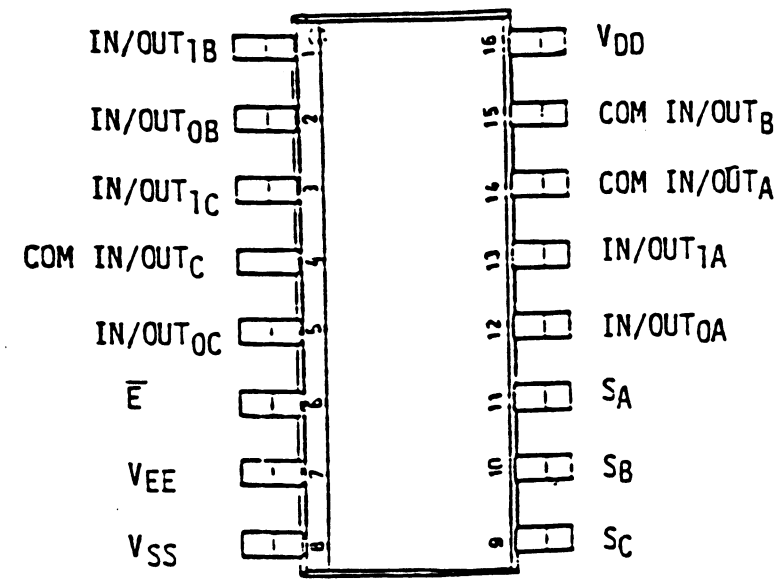 IN/OUT1B 1 16 VDD
IN/OUT0B 2 15 COM IN/OUTB
IN/OUT1C 3 14 COM IN/OUTA
COM IN/OUTC 4 13 IN/OUT1A
IN/OUT0C 5 12 IN/OUT0A
E̅ 6 11 SA
VEE 7 10 SB
VSS 8 9 SC